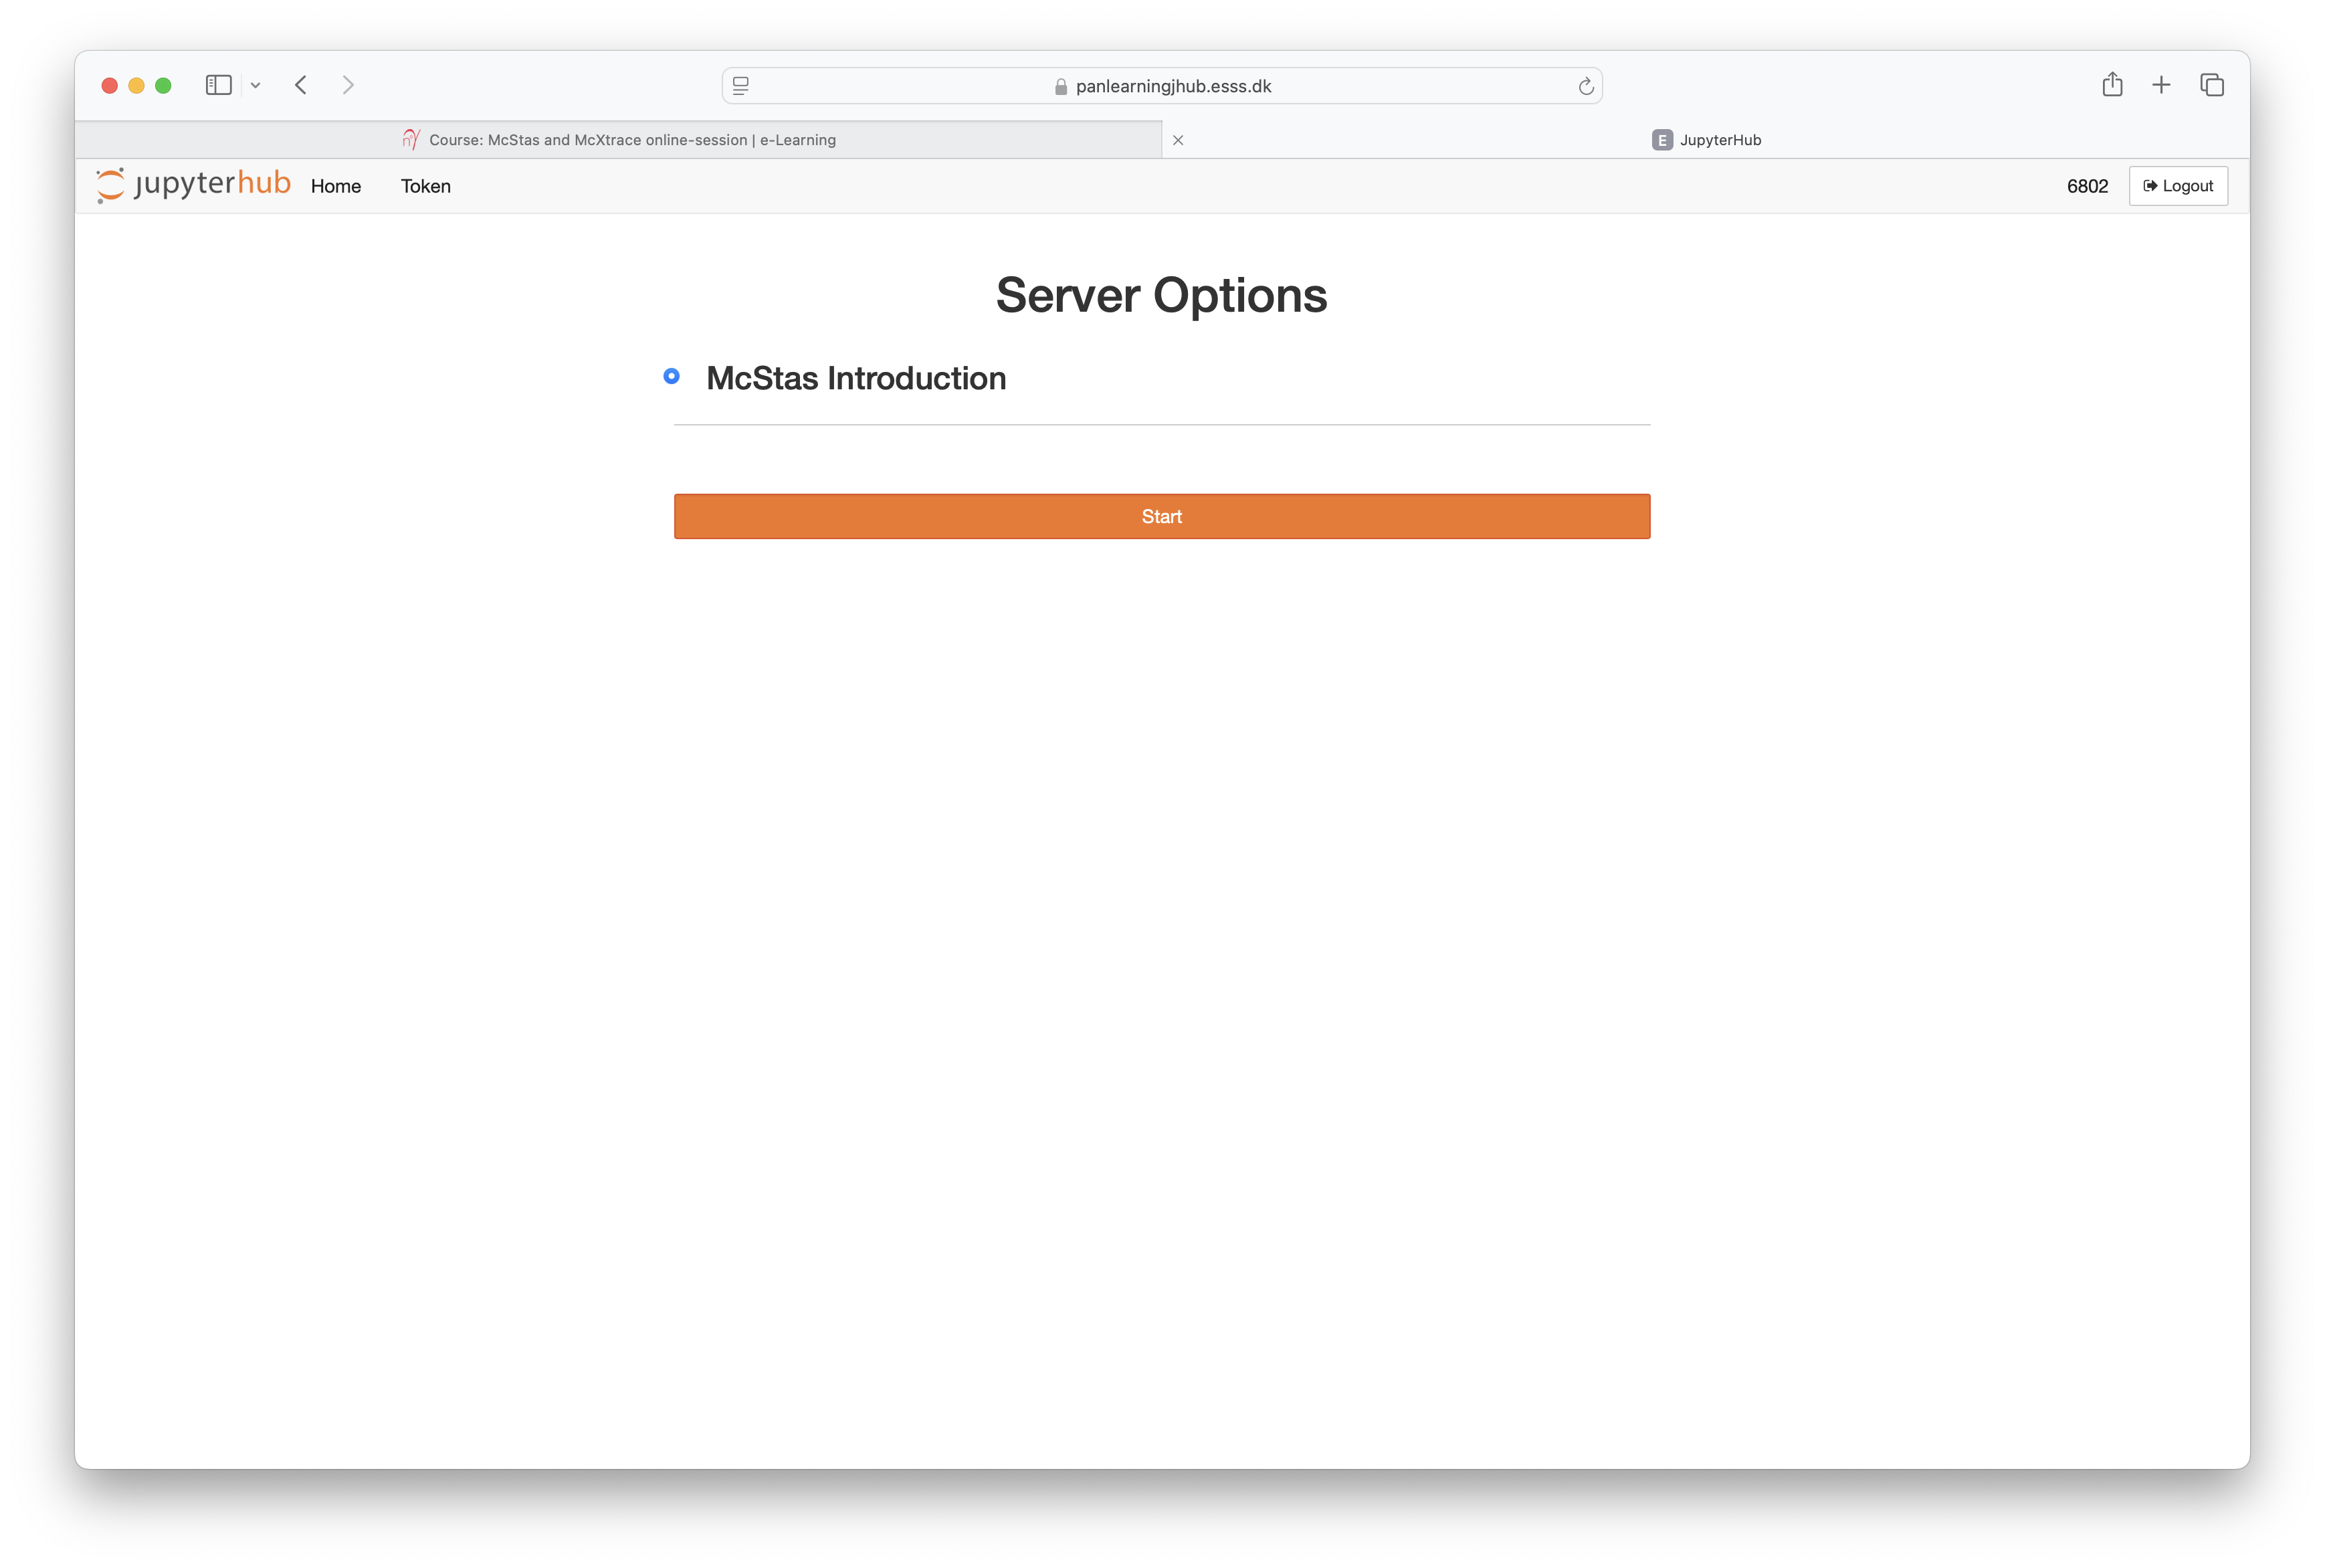 panlearningjhub.esss.dk
Course: McStas and McXtrace online-session | e-Learning
E JupyterHub
jupyterhub Home Token 6802 Logout
Server Options
McStas Introduction
Start